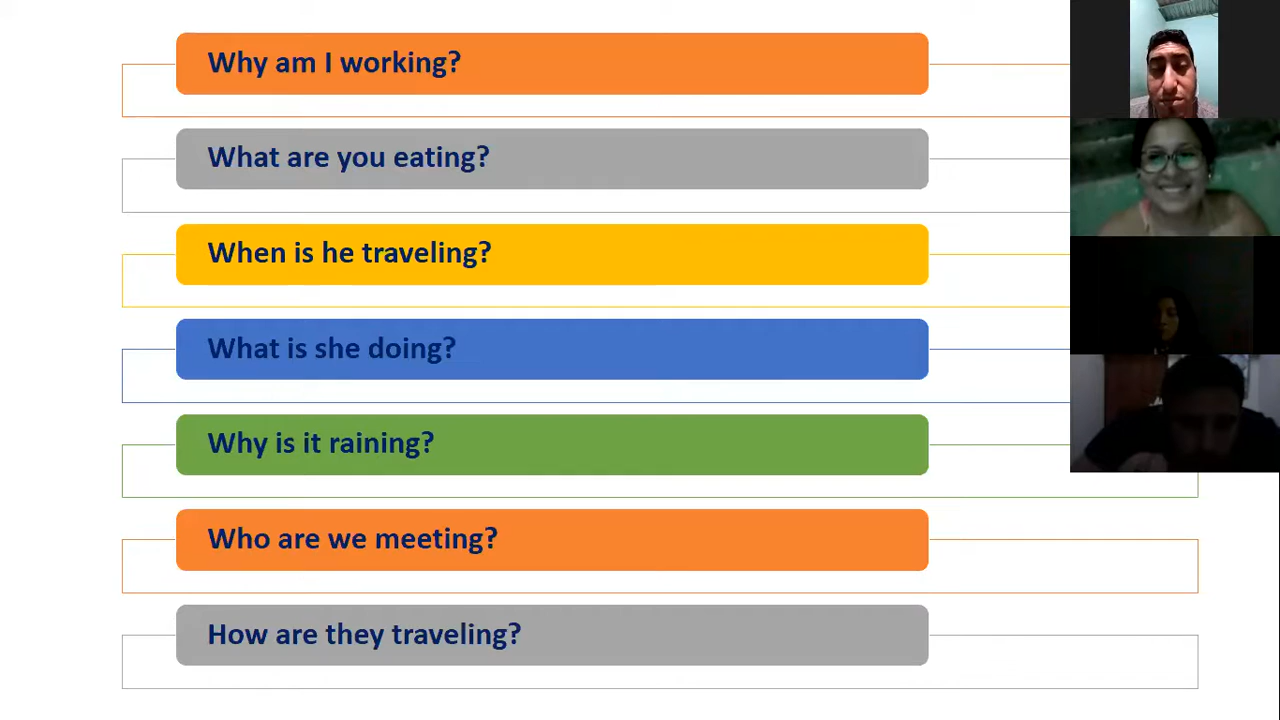 Why am I working?
What are you eating?
When is he traveling?
What is she doing?
Why is it raining?
Who are we meeting?
How are they traveling?